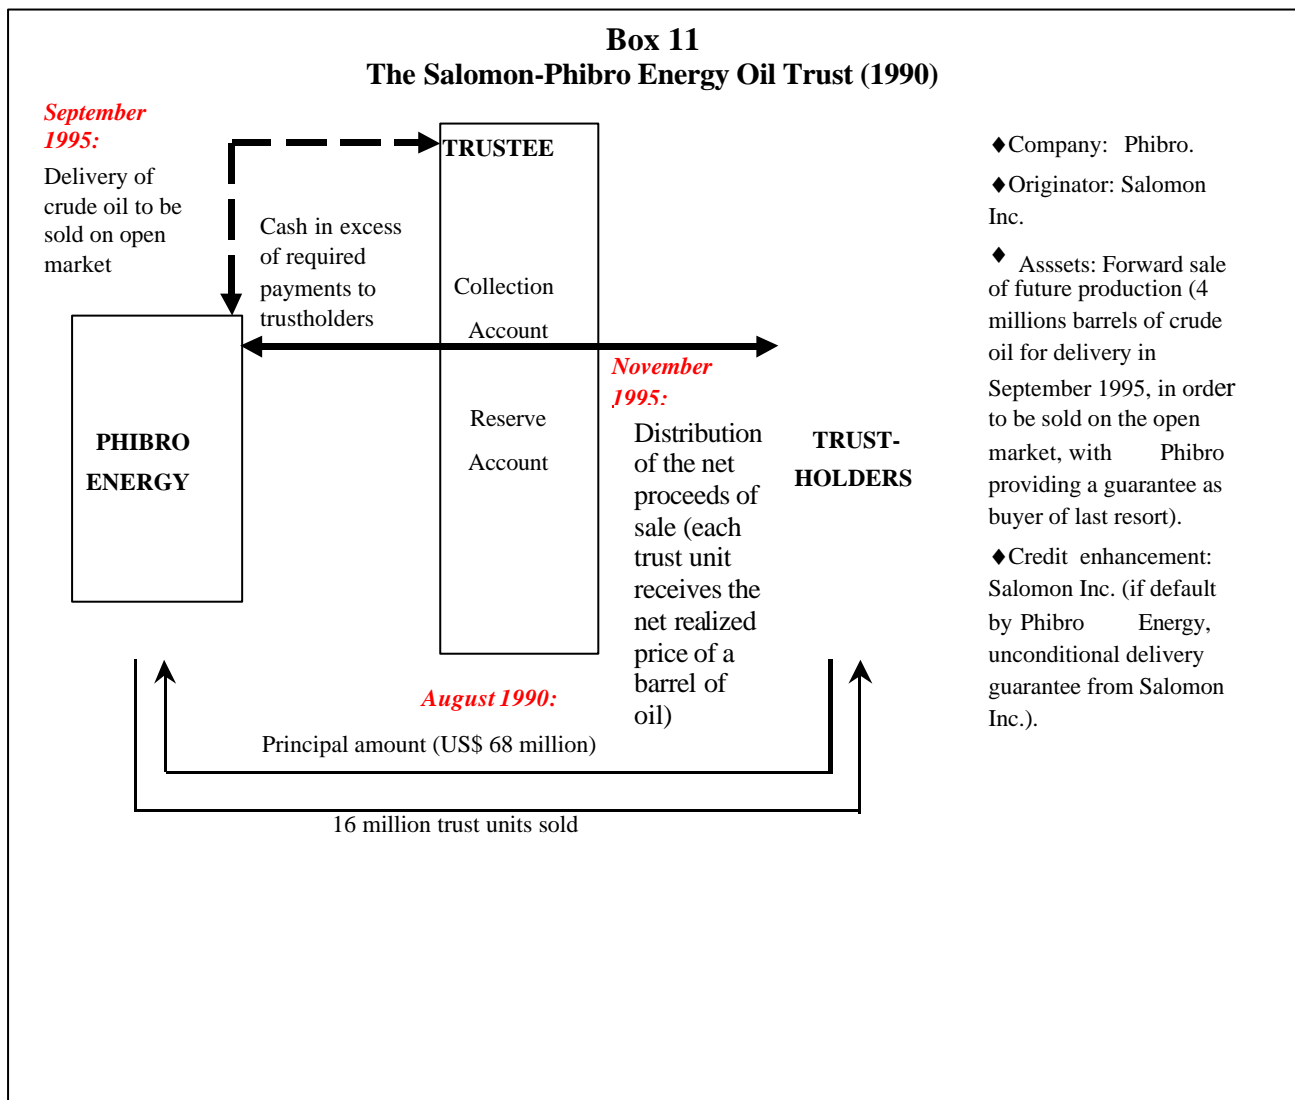 Box 11
The Salomon-Phibro Energy Oil Trust (1990)
September
1995:
Delivery of
crude oil to be
sold on open
market
Cash in excess
of required
payments to
trustholders
TRUSTEE
Collection
Account
Reserve
Account
PHIBRO
ENERGY
November
1995:
Distribution
of the net
proceeds of
sale (each
trust unit
receives the
net realized
price of a
barrel of
oil)
TRUST-
HOLDERS
August 1990:
Principal amount (US$ 68 million)
16 million trust units sold
♦Company: Phibro.
♦Originator: Salomon
Inc.
♦ Asssets: Forward sale
of future production (4
millions barrels of crude
oil for delivery in
September 1995, in order
to be sold on the open
market, with Phibro
providing a guarantee as
buyer of last resort).
♦Credit enhancement:
Salomon Inc. (if default
by Phibro Energy,
unconditional delivery
guarantee from Salomon
Inc.).